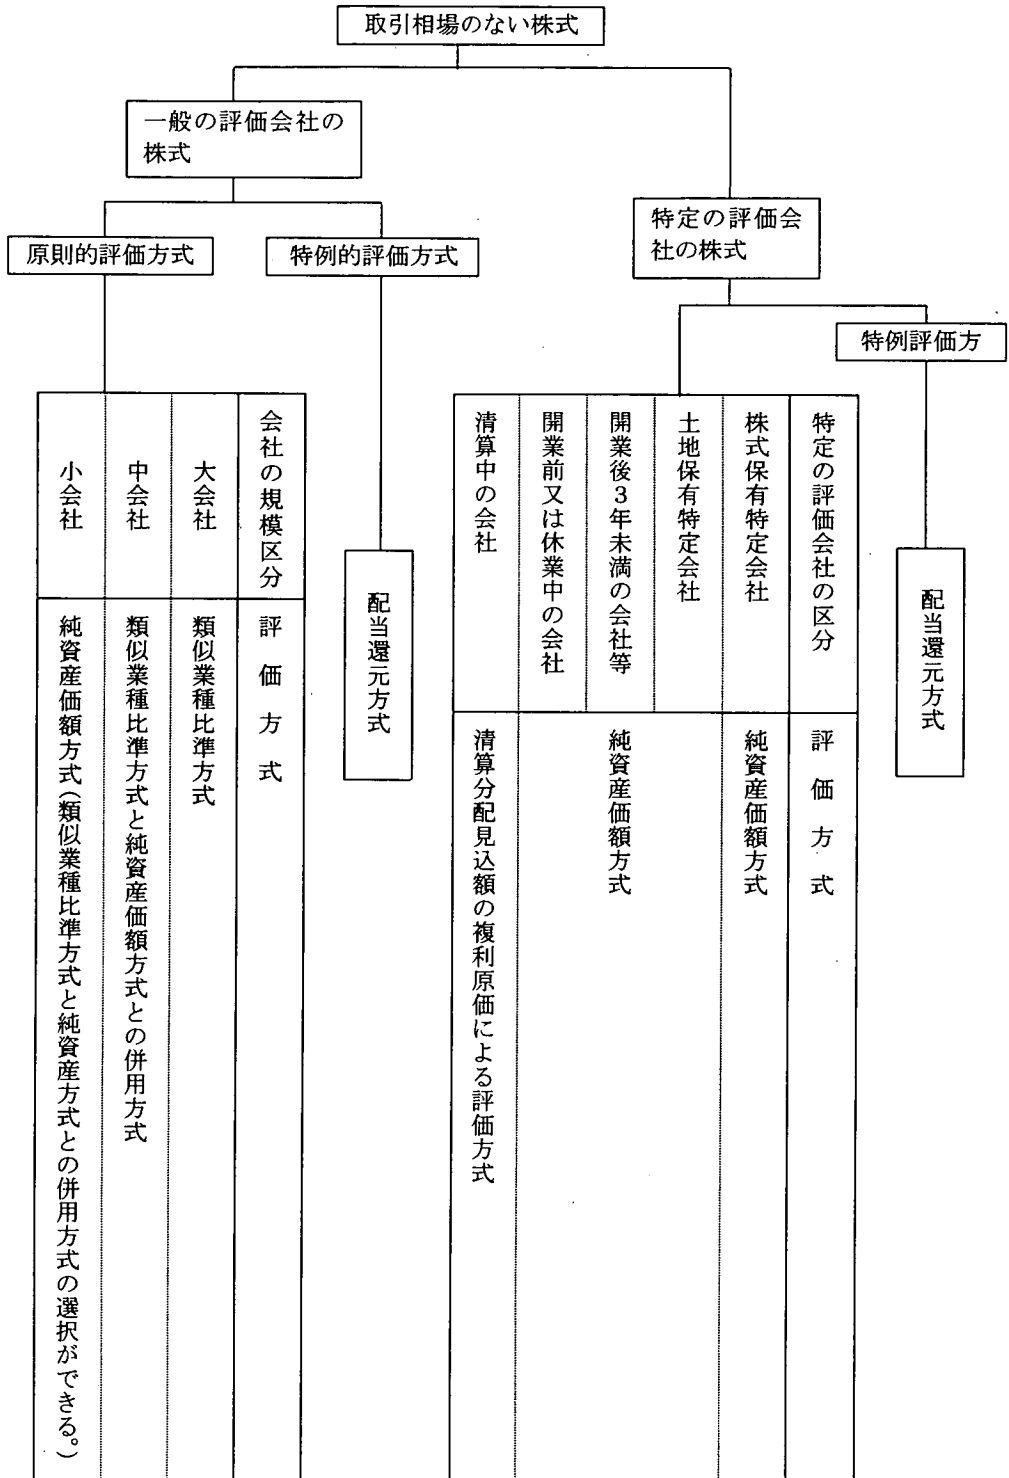 取引相場のない株式
一般の評価会社の
株式
特定の評価会
社の株式
原則的評価方式
特例的評価方式
特例評価方
会社の規模区分
評価方式
大会社
類似業種比準方式
中会社
類似業種比準方式と純資産価額方式との併用方式
小会社
純資産価額方式(類似業種比準方式と純資産方式との併用方式の選択ができる。)
配当還元方式
特定の評価会社の区分
評価方式
株式保有特定会社
純資産価額方式
土地保有特定会社
開業後3年未満の会社等
開業前又は休業中の会社
純資産価額方式
清算中の会社
清算分配見込額の複利原価による評価方式
配当還元方式